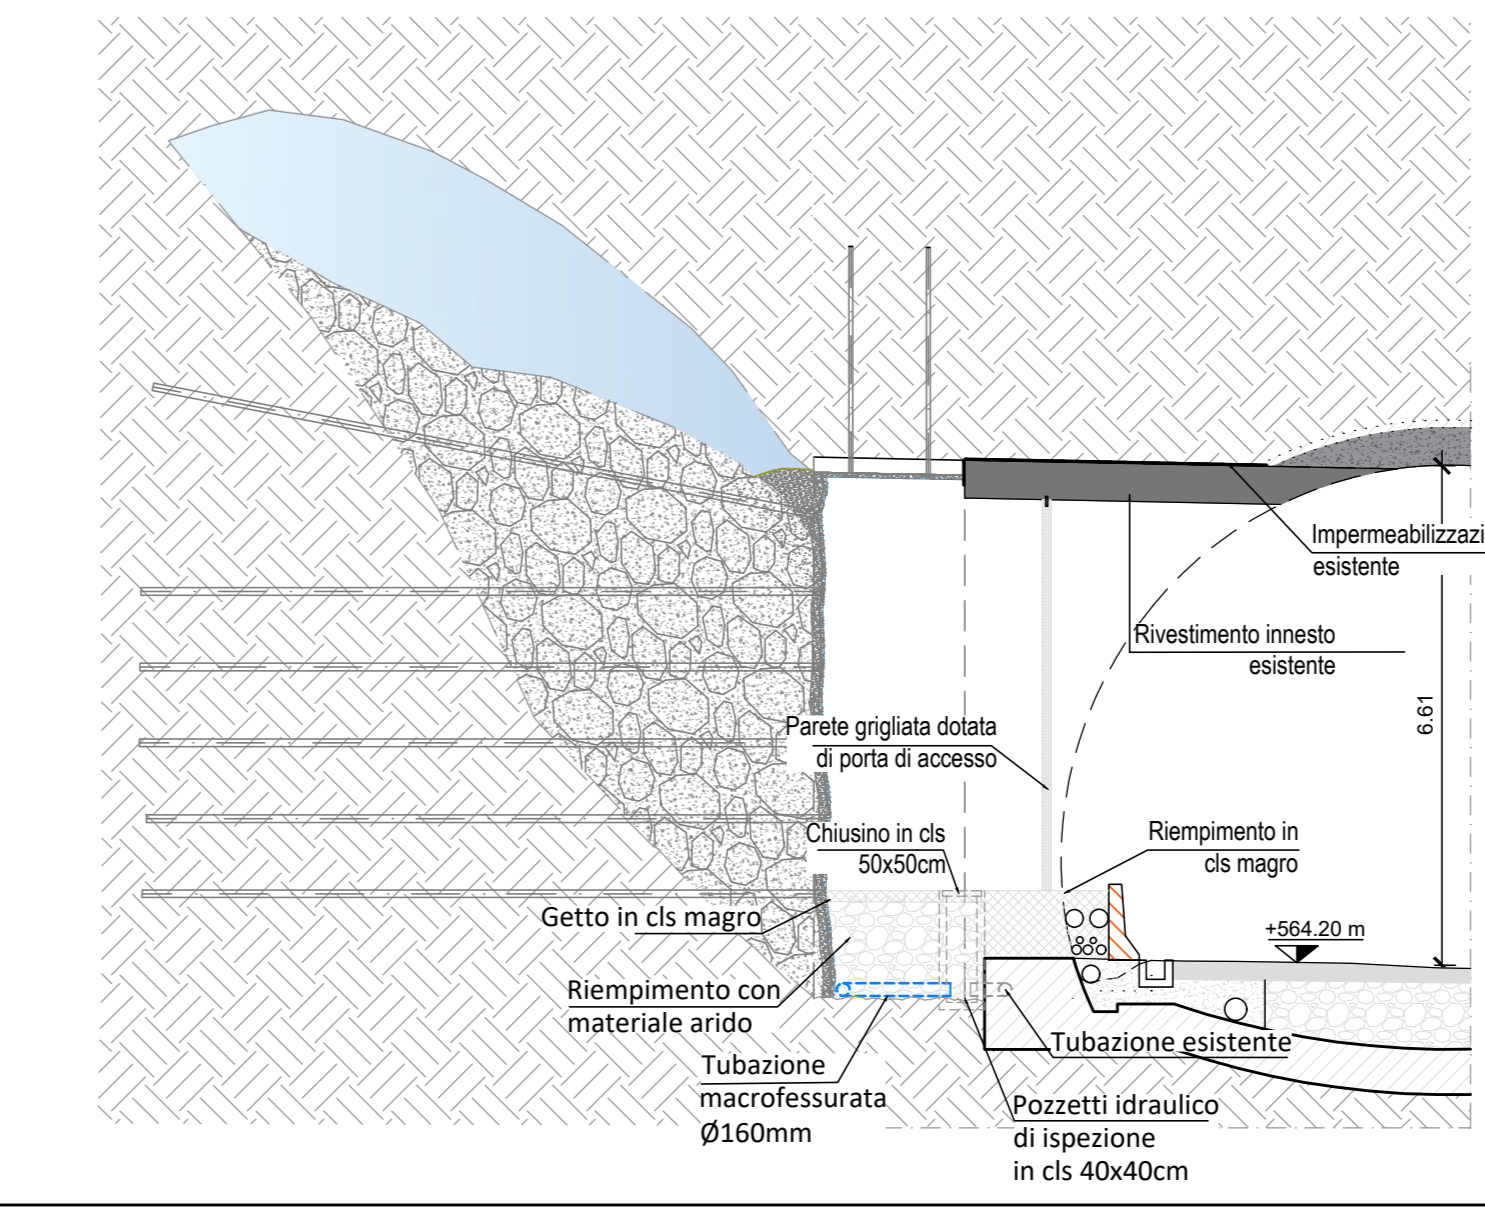 Impermeabilizzazi
esistente
Rivestimento innesto
esistente
6.61
Parete grigliata dotata
di porta di accesso
Chiusino in cls
50x50cm
Riempimento in
cls magro
Getto in cls magro
+564.20 m
Riempimento con
materiale arido
Tubazione esistente
Tubazione
macrofessurata
Ø160mm
Pozzetti idraulico
di ispezione
in cls 40x40cm